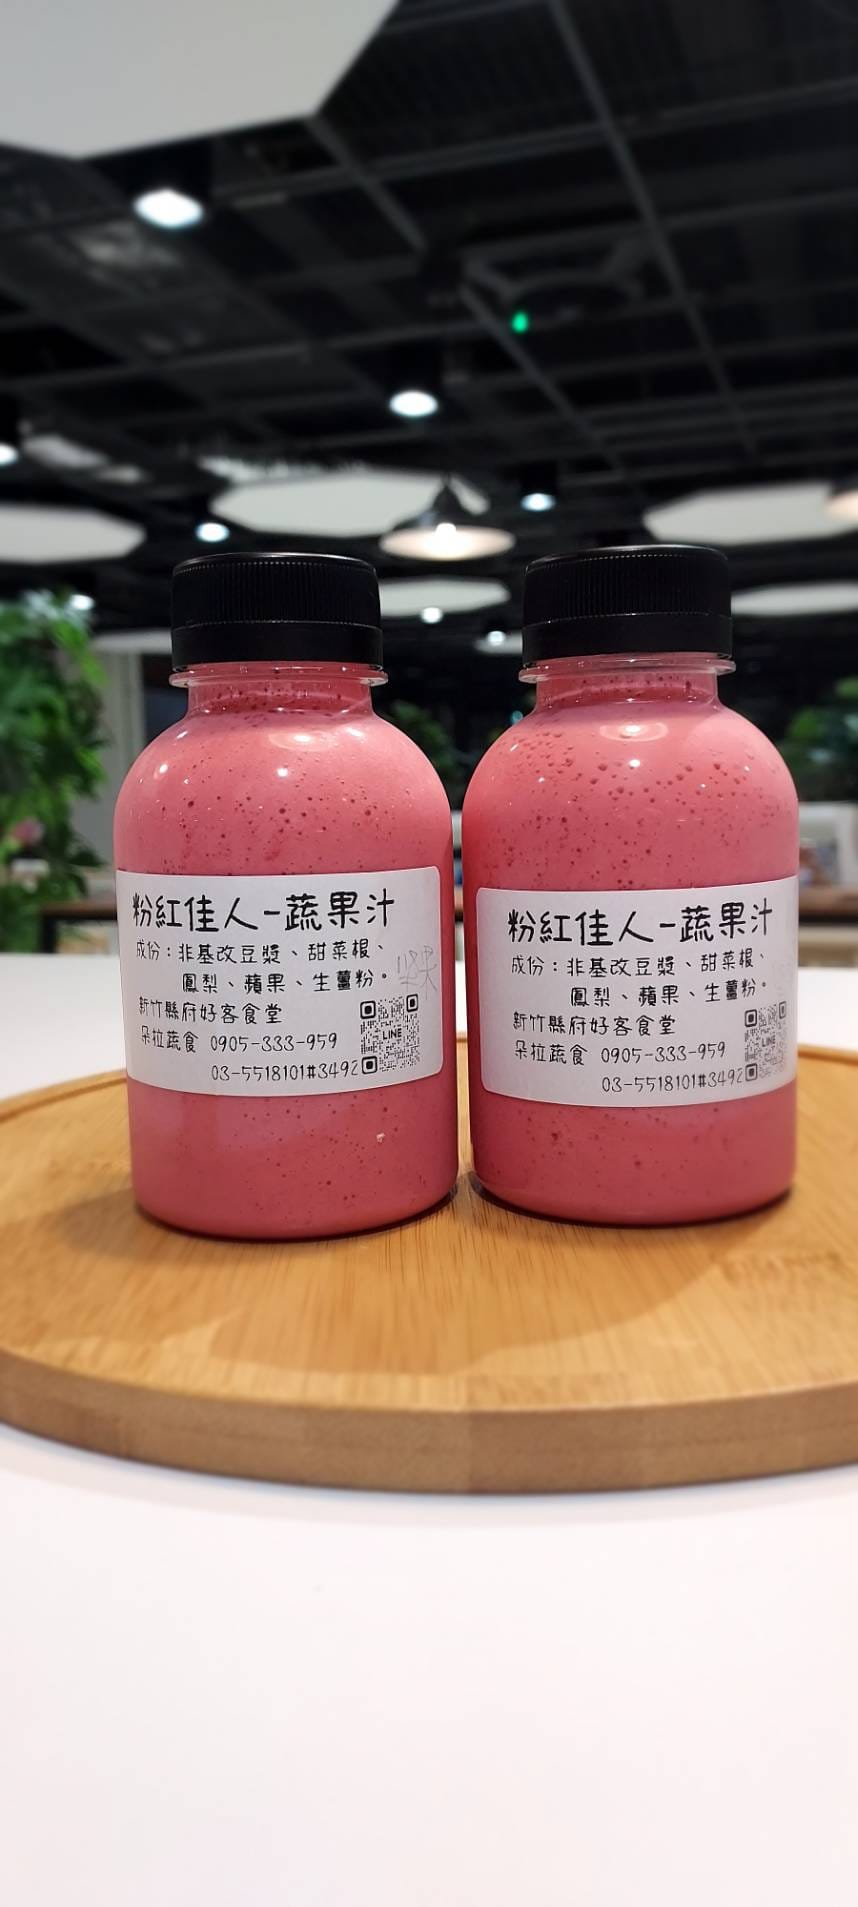 粉紅佳人-蔬果汁
成份：非基改豆漿、甜菜根、
鳳梨、蘋果、生薑粉。
堅果
新竹縣府好客食堂
朵拉蔬食 0905-333-959
03-5518101#3492
LINE
粉紅佳人-蔬果汁
成份：非基改豆漿、甜菜根、
鳳梨、蘋果、生薑粉。
新竹縣府好客食堂
朵拉蔬食 0905-333-959
03-5518101#3492
LINE